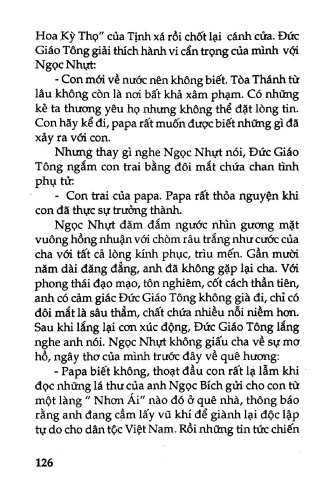 Hoa Kỳ Thọ" của Tịnh xá rồi chốt lại cánh cửa. Đức
Giáo Tông giải thích hành vi cẩn trọng của mình với
Ngọc Nhựt:
- Con mới về nước nên không biết. Tòa Thánh từ
lâu không còn là nơi bất khả xâm phạm. Có những
kẻ ta thương yêu họ nhưng không thể đặt lòng tin.
Con hãy kể đi, papa rất muốn được biết những gì đã
xảy ra với con.
Nhưng thay gì nghe Ngọc Nhựt nói, Đức Giáo
Tông ngắm con trai bằng đôi mắt chứa chan tình
phụ tử:
- Con trai của papa. Papa rất thỏa nguyện khi
con đã thực sự trưởng thành.
Ngọc Nhựt đăm đắm ngước nhìn gương mặt
vuông hồng nhuận với chòm râu trắng như cước của
cha với tất cả lòng kính phục, trìu mến. Gần mười
năm dài đăng đẳng, anh đã không gặp lại cha. Với
phong thái đạo mạo, tôn nghiêm, cốt cách thần tiên,
anh có cảm giác Đức Giáo Tông không già đi, chỉ có
đôi mắt là sâu thẳm, chất chứa nhiều nỗi niềm hơn.
Sau khi lắng lại cơn xúc động, Đức Giáo Tông lắng
nghe anh nói. Ngọc Nhựt không giấu cha về sự mơ
hồ, ngây thơ của mình trước đây về quê hương:
- Papa biết không, thoạt đầu con rất lạ lẫm khi
đọc những lá thư của anh Ngọc Bích gửi cho con từ
một làng " Nhơn Ái" nào đó ở quê nhà, thông báo
rằng anh đang cầm lấy vũ khí để giành lại độc lập
tự do cho dân tộc Việt Nam. Rồi những tin tức chiến
126